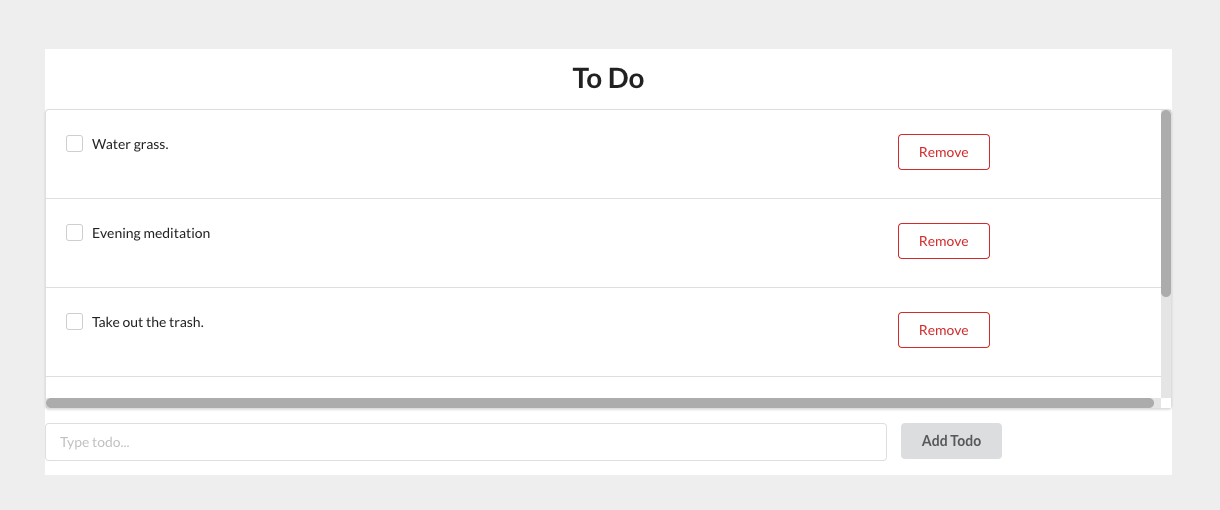 To Do
Water grass.
Remove
Evening meditation
Remove
Take out the trash.
Remove
Type todo...
Add Todo